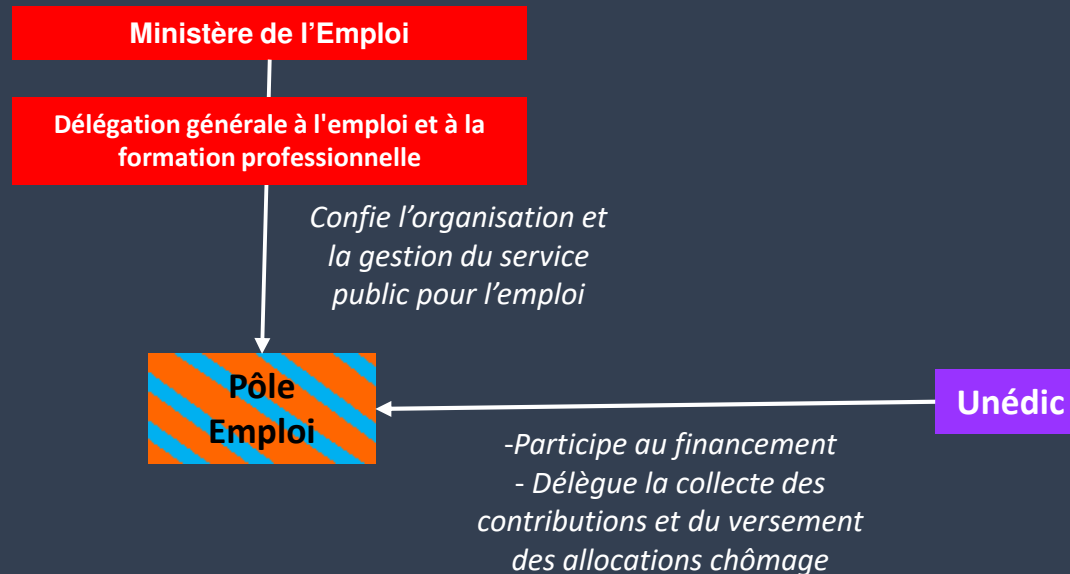 Ministère de l’Emploi
Délégation générale à l'emploi et à la
formation professionnelle
Confie l’organisation et
la gestion du service
public pour l’emploi
Pôle
Emploi
Unédic
-Participe au financement
- Délègue la collecte des
contributions et du versement
des allocations chômage